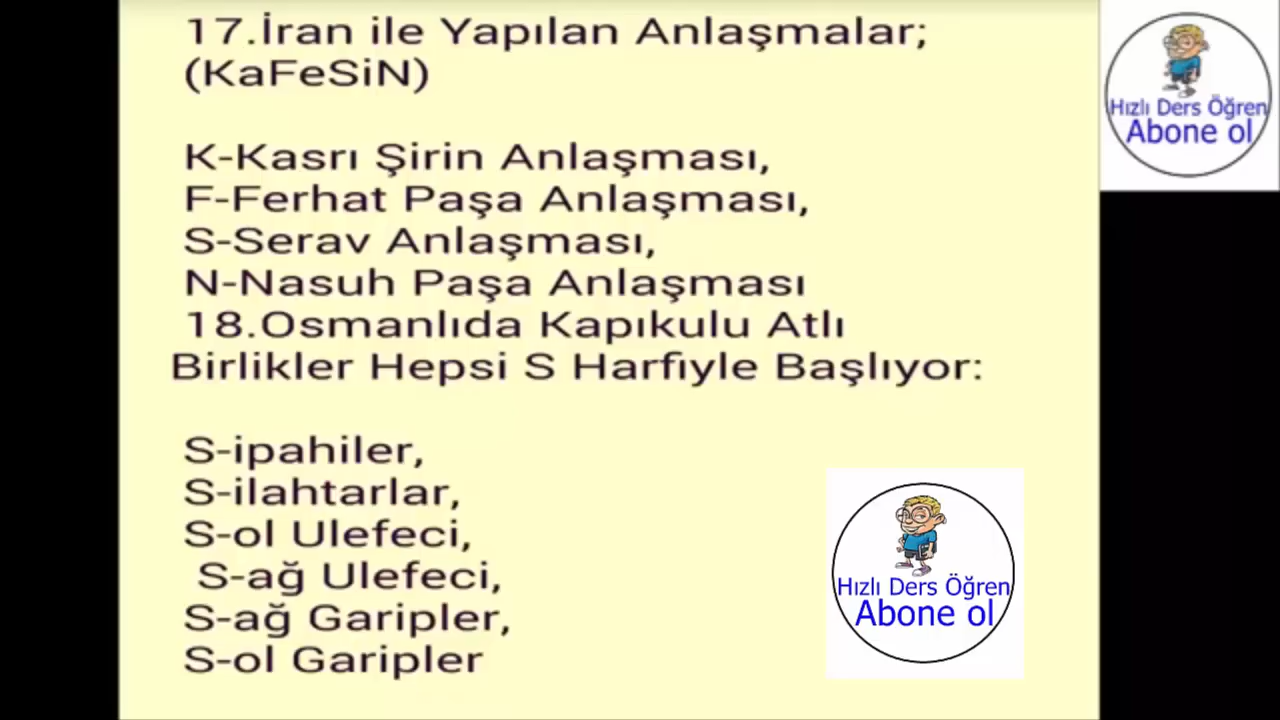 17.İran ile Yapılan Anlaşmalar;
(KaFeSiN)
K-Kasrı Şirin Anlaşması,
F-Ferhat Paşa Anlaşması,
S-Serav Anlaşması,
N-Nasuh Paşa Anlaşması
18.Osmanlıda Kapıkulu Atlı
Birlikler Hepsi S Harfiyle Başlıyor:
S-ipahiler,
S-ilahtarlar,
S-ol Ulefeci,
S-ağ Ulefeci,
S-ağ Garipler,
S-ol Garipler
Hızlı Ders Öğren
Abone ol
Hızlı Ders Öğren
Abone ol